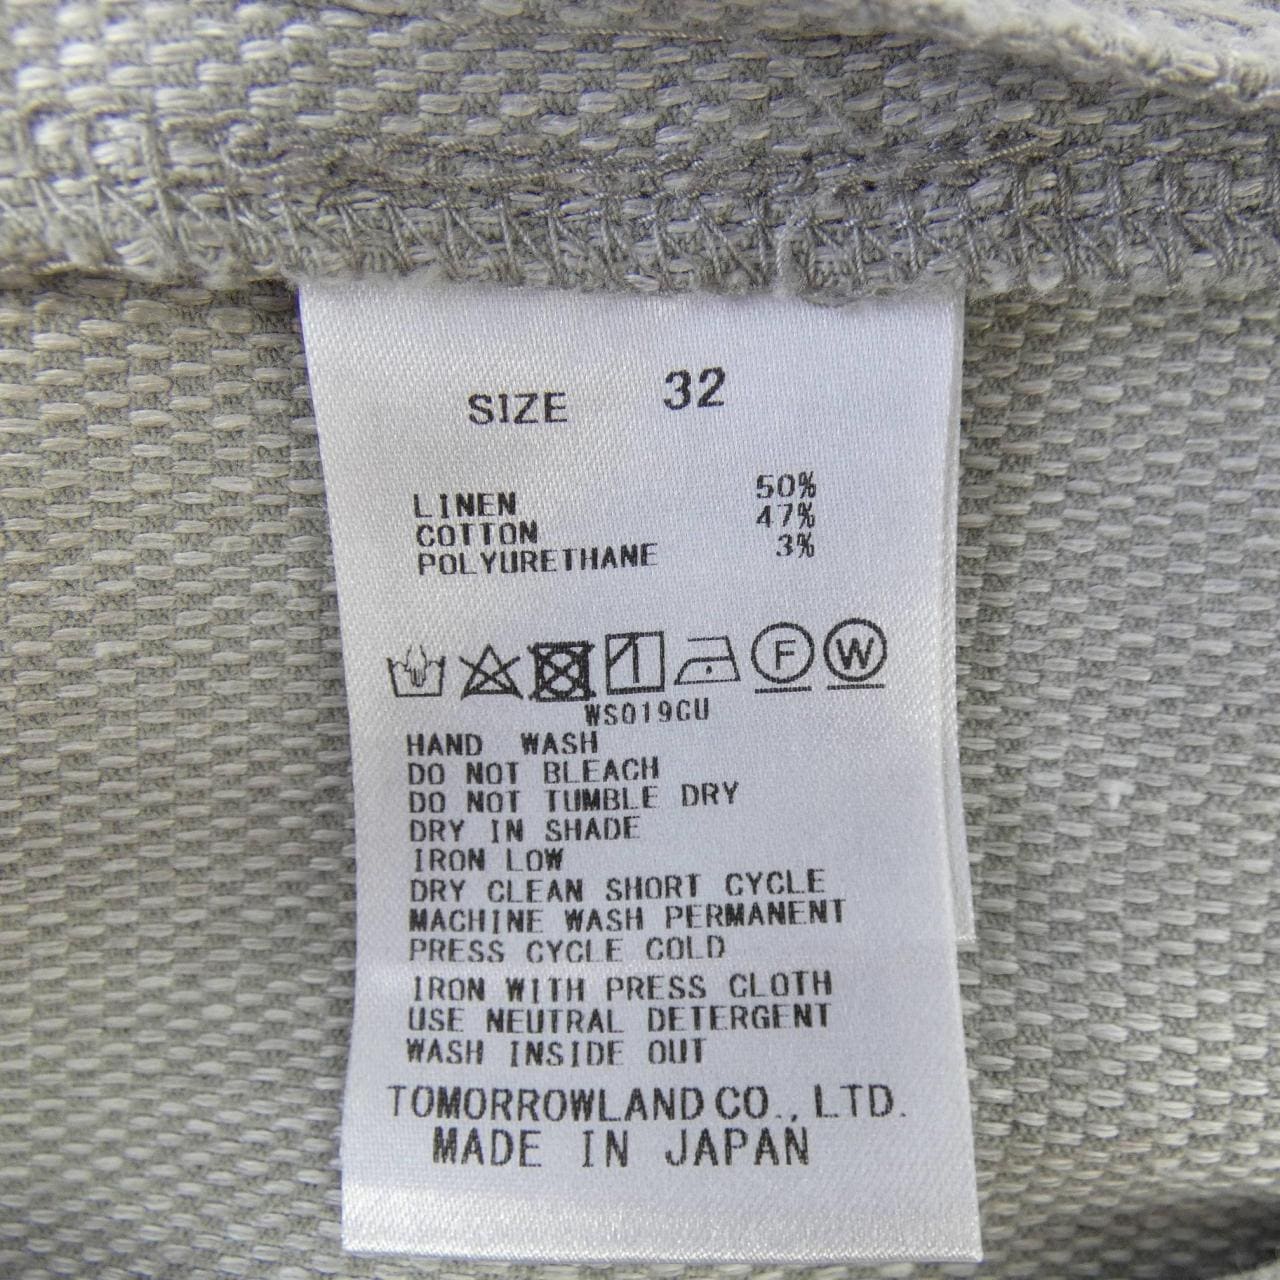 SIZE 32
LINEN 50%
COTTON 47%
POLYURETHANE 3%
F W
WS019CU
HAND WASH
DO NOT BLEACH
DO NOT TUMBLE DRY
DRY IN SHADE
IRON LOW
DRY CLEAN SHORT CYCLE
MACHINE WASH PERMANENT
PRESS CYCLE COLD
IRON WITH PRESS CLOTH
USE NEUTRAL DETERGENT
WASH INSIDE OUT
TOMORROWLAND CO., LTD.
MADE IN JAPAN